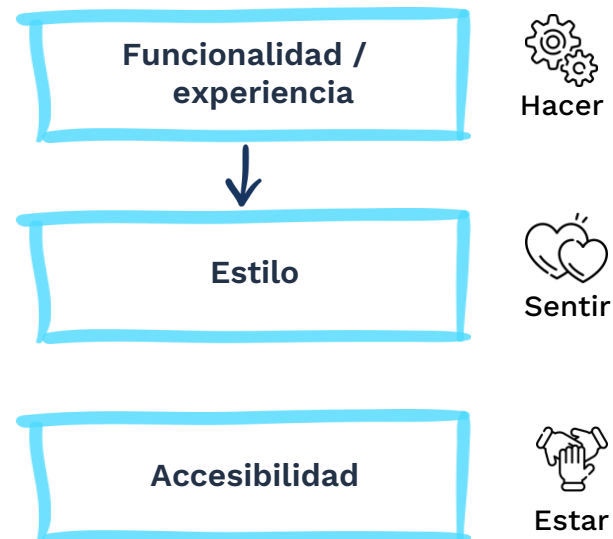 Funcionalidad /
experiencia
Hacer
Estilo
Sentir
Accesibilidad
Estar